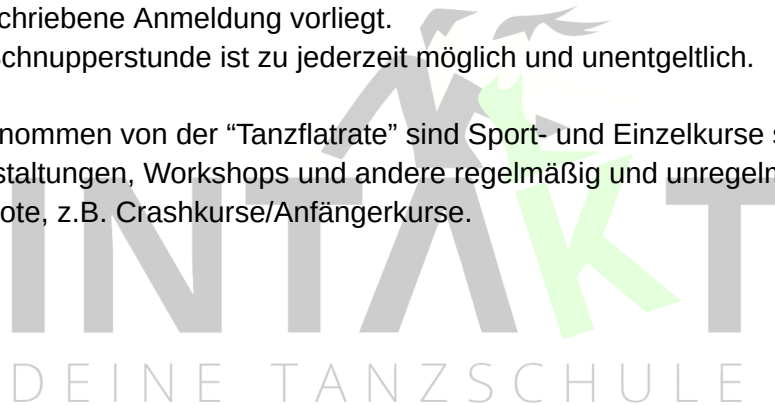 chriebene Anmeldung vorliegt.
chnupperstunde ist zu jederzeit möglich und unentgeltlich.
nommen von der “Tanzflatrate” sind Sport- und Einzelkurse s
staltungen, Workshops und andere regelmäßig und unregeln
ote, z.B. Crashkurse/Anfängerkurse.
INTAKT
DEINE TANZSCHULE